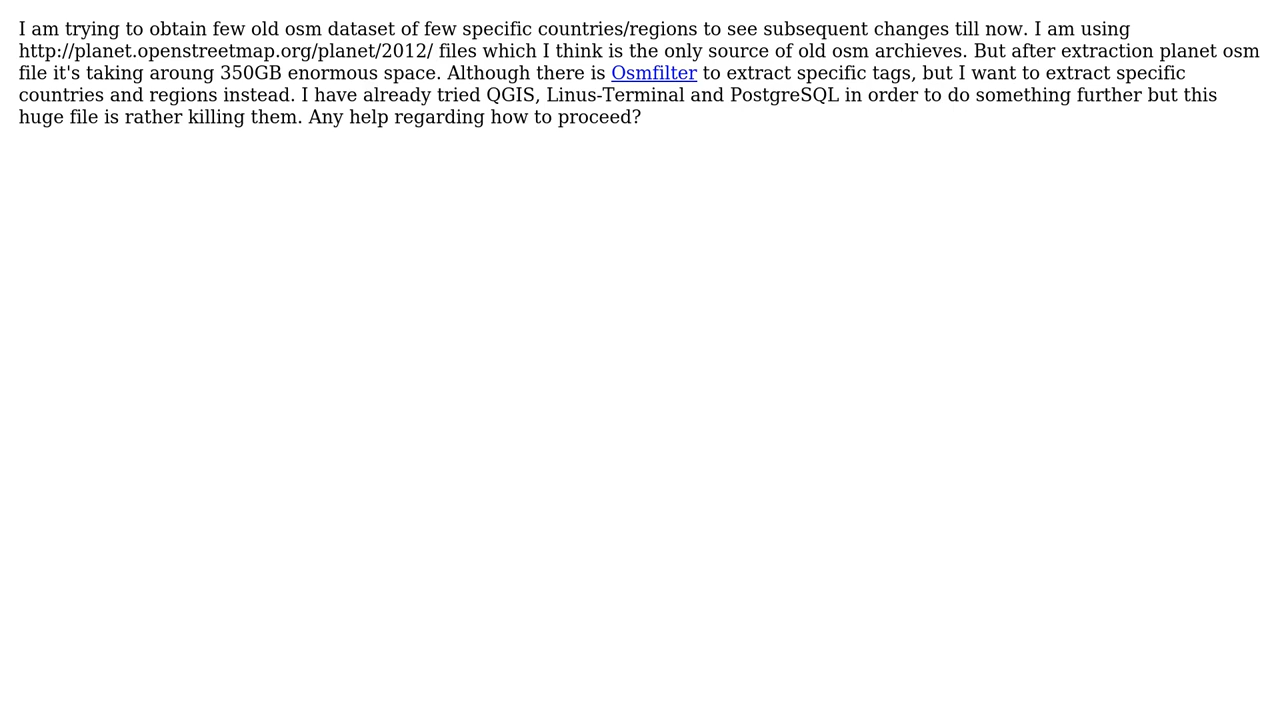 I am trying to obtain few old osm dataset of few specific countries/regions to see subsequent changes till now. I am using
http://planet.openstreetmap.org/planet/2012/ files which I think is the only source of old osm archieves. But after extraction planet osm
file it's taking aroung 350GB enormous space. Although there is Osmfilter to extract specific tags, but I want to extract specific
countries and regions instead. I have already tried QGIS, Linus-Terminal and PostgreSQL in order to do something further but this
huge file is rather killing them. Any help regarding how to proceed?